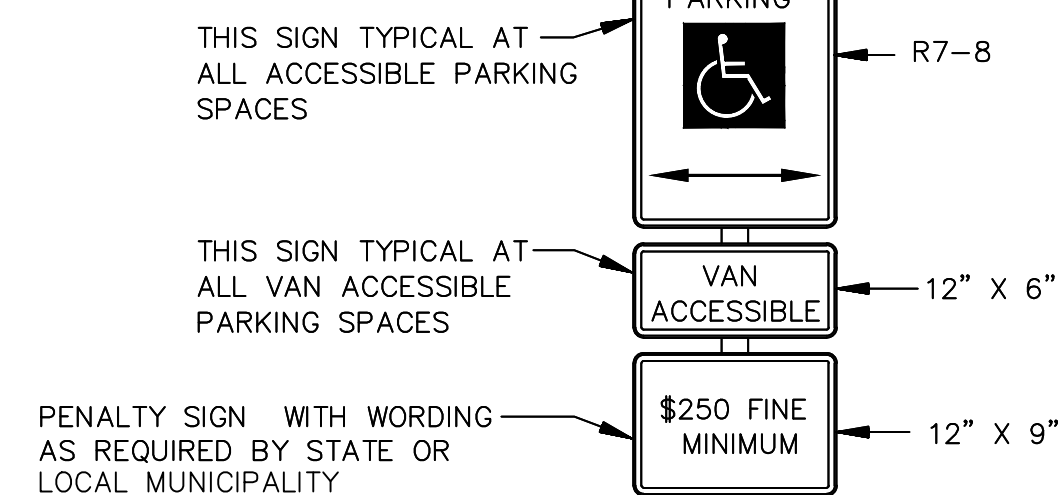 PARKING
THIS SIGN TYPICAL AT
ALL ACCESSIBLE PARKING
SPACES
R7-8
THIS SIGN TYPICAL AT
ALL VAN ACCESSIBLE
PARKING SPACES
VAN
ACCESSIBLE
12" X 6"
PENALTY SIGN WITH WORDING
AS REQUIRED BY STATE OR
LOCAL MUNICIPALITY
$250 FINE
MINIMUM
12" X 9"